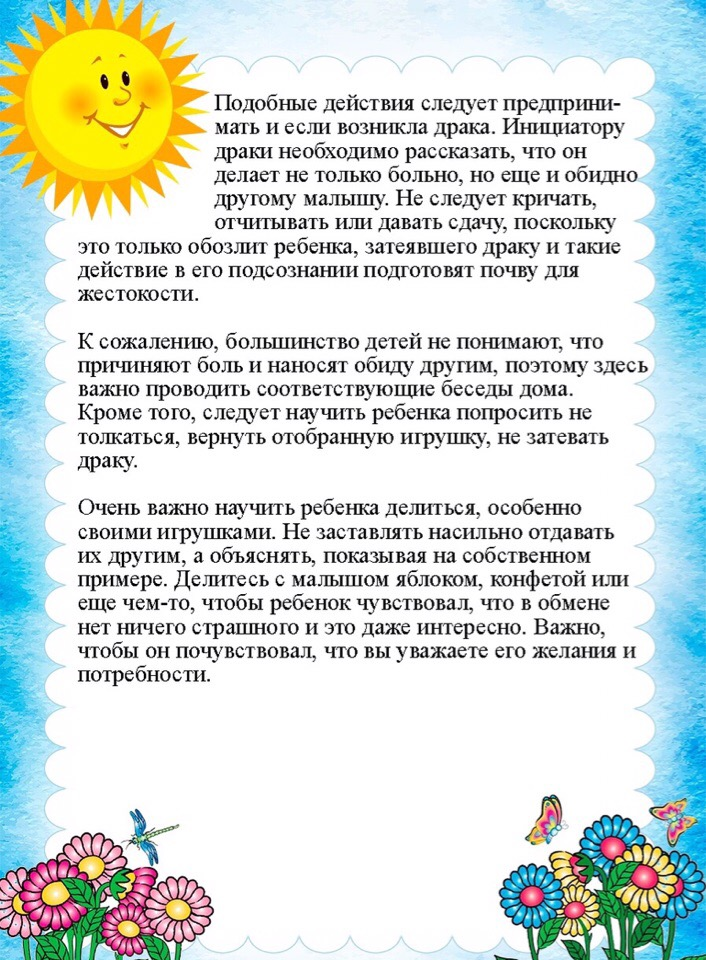 Подобные действия следует предприни-
мать и если возникла драка. Инициатору
драки необходимо рассказать, что он
делает не только больно, но еще и обидно
другому малышу. Не следует кричать,
отчитывать или давать сдачу, поскольку
это только обозлит ребенка, затеявшего драку и такие
действие в его подсознании подготовят почву для
жестокости.
К сожалению, большинство детей не понимают, что
причиняют боль и наносят обиду другим, поэтому здесь
важно проводить соответствующие беседы дома.
Кроме того, следует научить ребенка попросить не
толкаться, вернуть отобранную игрушку, не затевать
драку.
Очень важно научить ребенка делиться, особенно
своими игрушками. Не заставлять насильно отдавать
их другим, а объяснять, показывая на собственном
примере. Делитесь с малышом яблоком, конфетой или
еще чем-то, чтобы ребенок чувствовал, что в обмене
нет ничего страшного и это даже интересно. Важно,
чтобы он почувствовал, что вы уважаете его желания и
потребности.